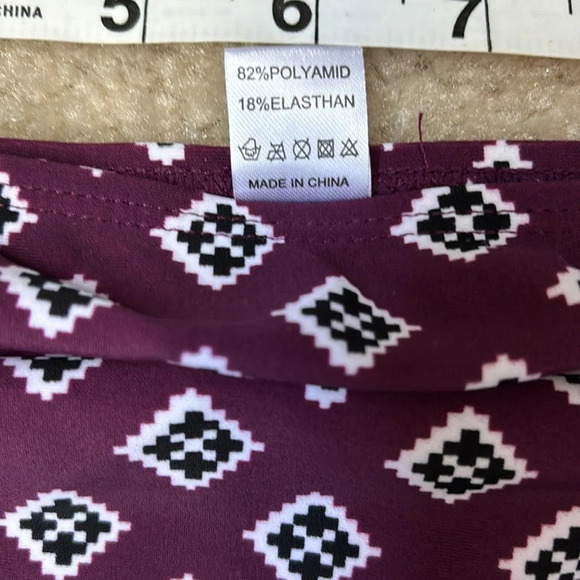 CHINA
5 6 7
82%POLYAMID
18%ELASTHAN
MADE IN CHINA